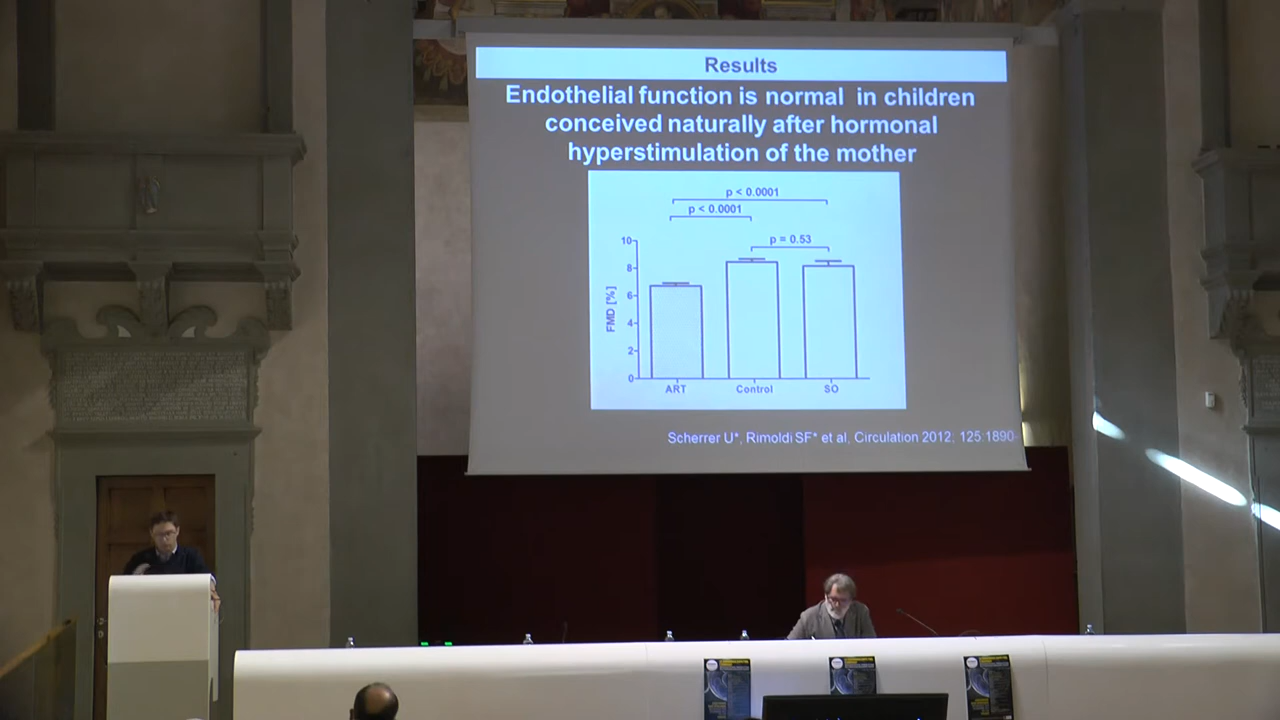 Results
Endothelial function is normal in children
conceived naturally after hormonal
hyperstimulation of the mother
p < 0.0001
p < 0.0001
p = 0.53
10
8
6
4
2
0
FMD [%]
ART Control SO
Scherrer U*, Rimoldi SF* et al, Circulation 2012; 125:1890